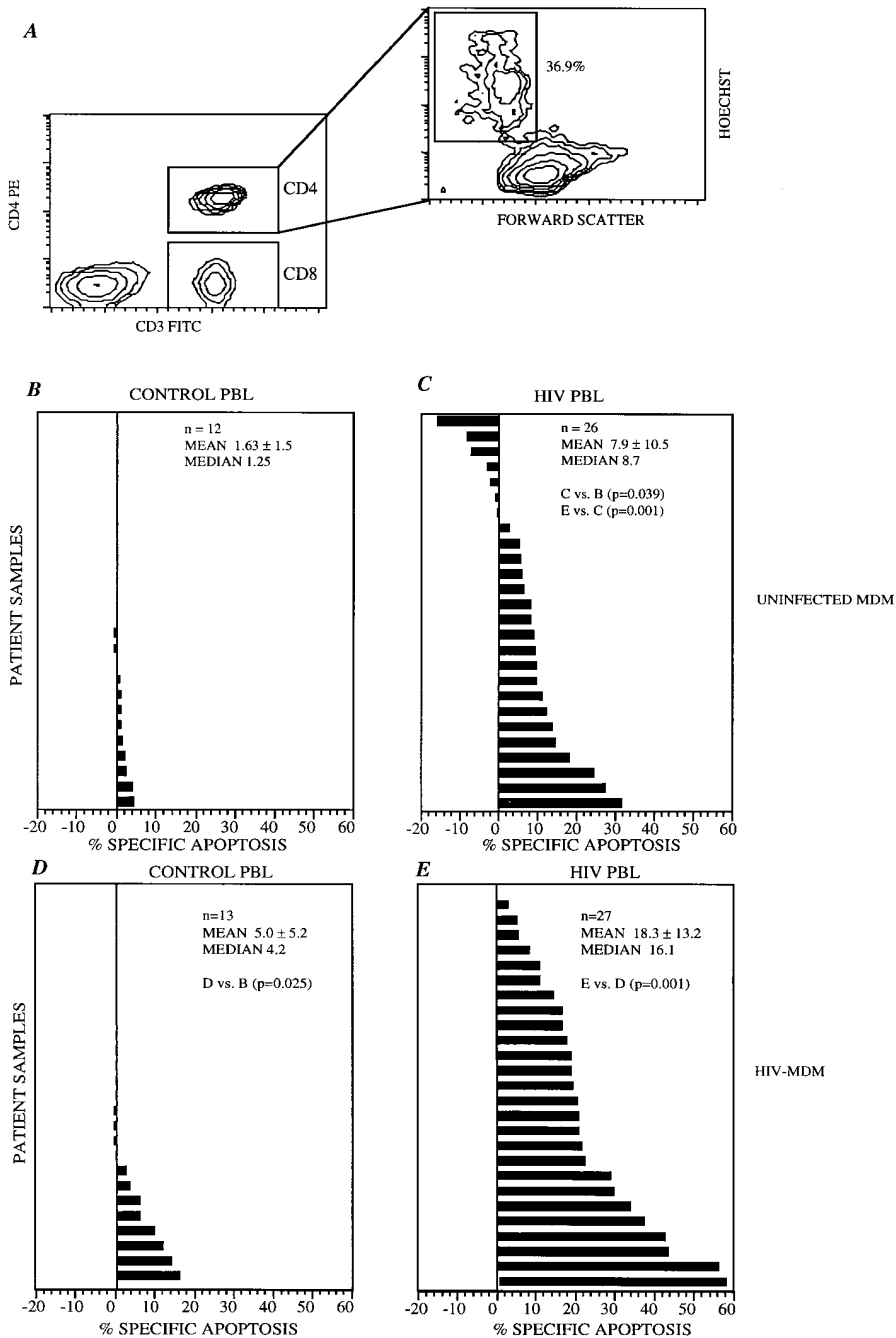 A
36.9%
HOECHST
FORWARD SCATTER
CD4 PE
CD4
CD8
CD3 FITC
B
CONTROL PBL
n = 12
MEAN 1.63 ± 1.5
MEDIAN 1.25
PATIENT SAMPLES
-20 -10 0 10 20 30 40 50 60
% SPECIFIC APOPTOSIS
C
HIV PBL
n = 26
MEAN 7.9 ± 10.5
MEDIAN 8.7
C vs. B (p=0.039)
E vs. C (p=0.001)
UNINFECTED MDM
-20 -10 0 10 20 30 40 50 60
% SPECIFIC APOPTOSIS
D
CONTROL PBL
n=13
MEAN 5.0 ± 5.2
MEDIAN 4.2
D vs. B (p=0.025)
PATIENT SAMPLES
-20 -10 0 10 20 30 40 50 60
% SPECIFIC APOPTOSIS
E
HIV PBL
n=27
MEAN 18.3 ± 13.2
MEDIAN 16.1
E vs. D (p=0.001)
HIV-MDM
-20 -10 0 10 20 30 40 50 60
% SPECIFIC APOPTOSIS